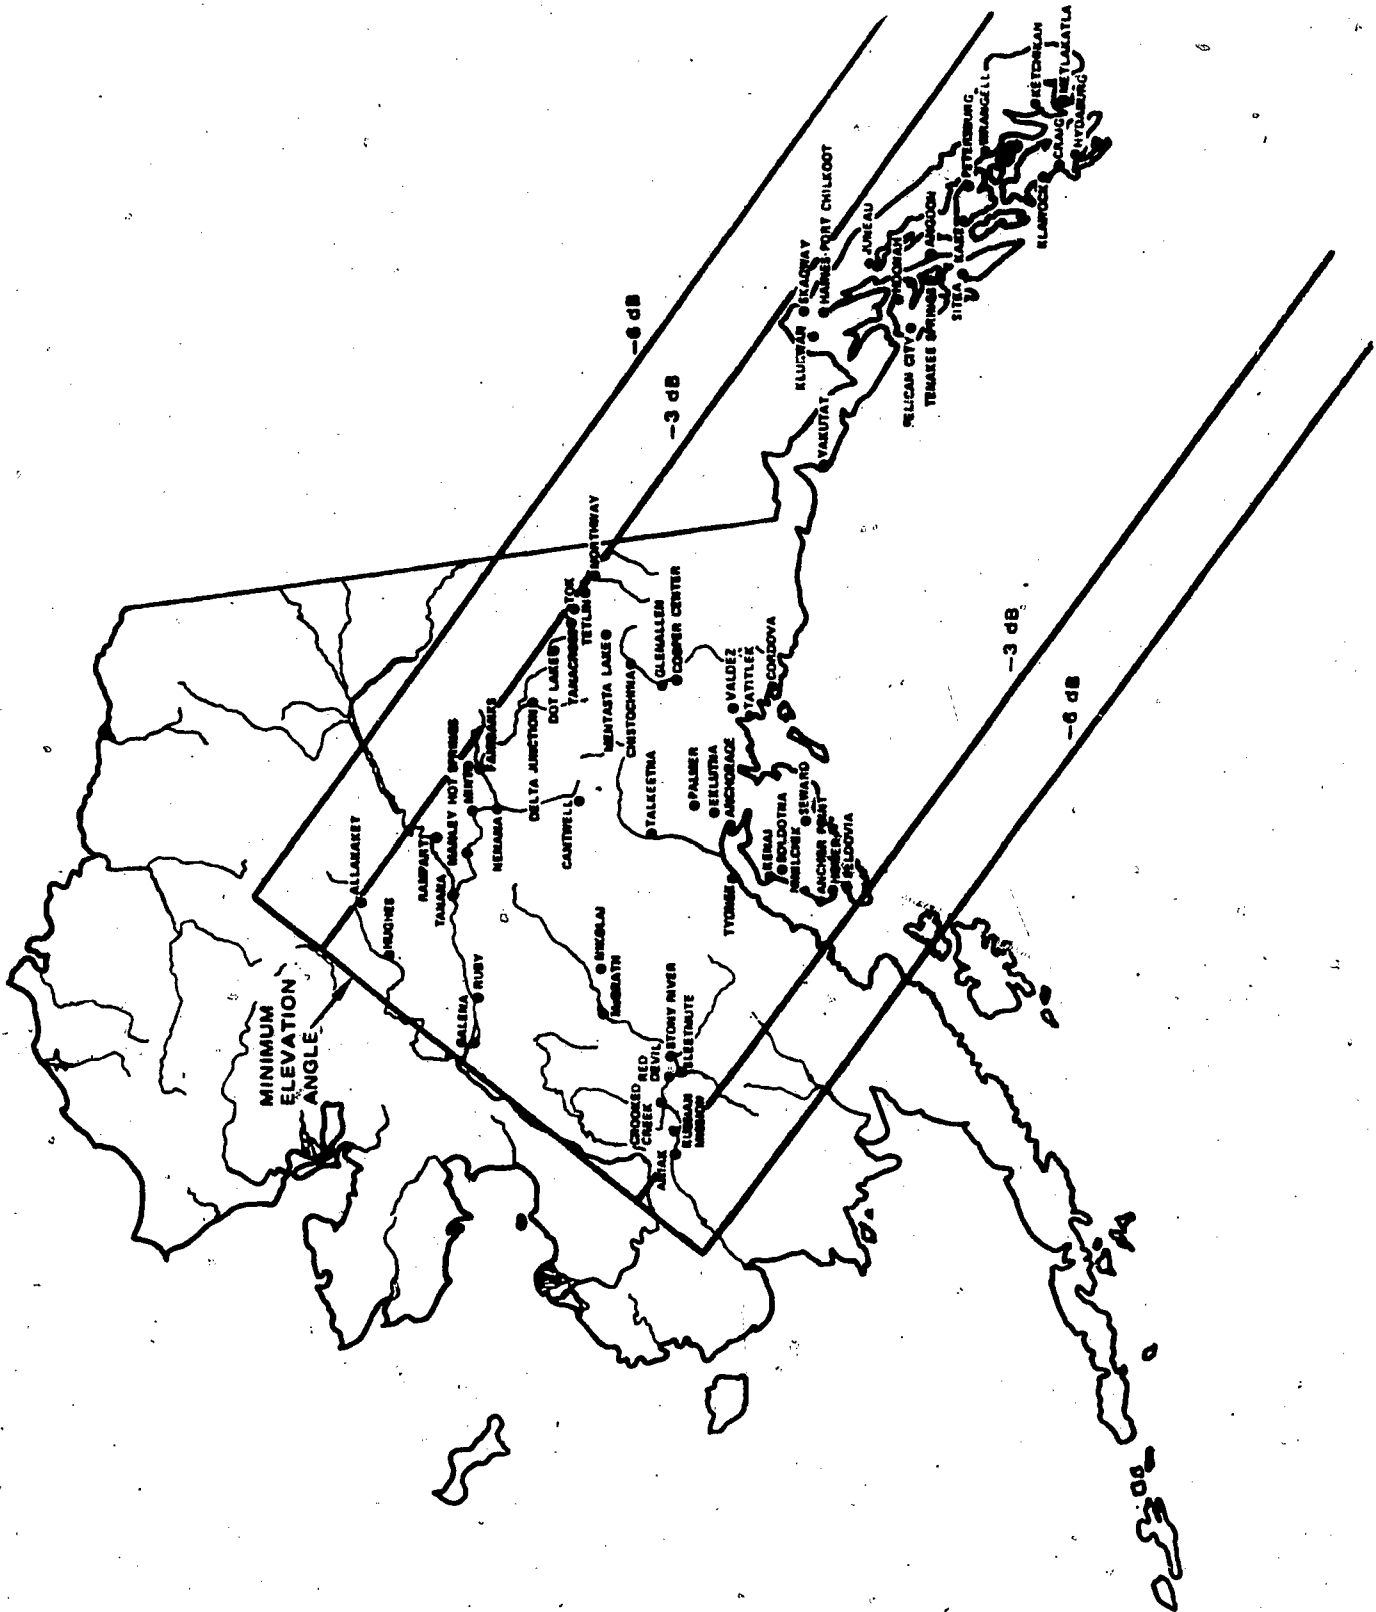 MINIMUM
ELEVATION
ANGLE
ALLAKAKET
HUGHES
RAMPART
TANANA
MANLEY HOT SPRINGS
MINTO
FAIRBANKS
NENANA
GALENA
RUBY
DELTA JUNCTION
DOT LAKE
TANACROSS
TOK
TETLIN
NORTHWAY
CANTWELL
MENTASTA LAKE
CHISTOCHINA
NIKOLAI
McGRATH
TALKEETNA
GLENALLEN
COPPER CENTER
CROOKED
CREEK
RED
DEVIL
STONY RIVER
SLEETMUTE
ANIAK
RUSSIAN
MISSION
PALMER
EKLUTNA
ANCHORAGE
TYONEK
VALDEZ
TATITLEK
CORDOVA
KENAI
SOLDOTNA
NINILCHIK
SEWARD
ANCHOR POINT
HOMER
SELDOVIA
YAKUTAT
KLUKWAN
SKAGWAY
HAINES-PORT CHILKOOT
JUNEAU
HOONAH
PELICAN CITY
TENAKEE SPRINGS
ANGOON
SITKA
KAKE
PETERSBURG
WRANGELL
KLAWOCK
CRAIG
HYDABURG
KETCHIKAN
METLAKATLA
-6 dB
-3 dB
-3 dB
-6 dB